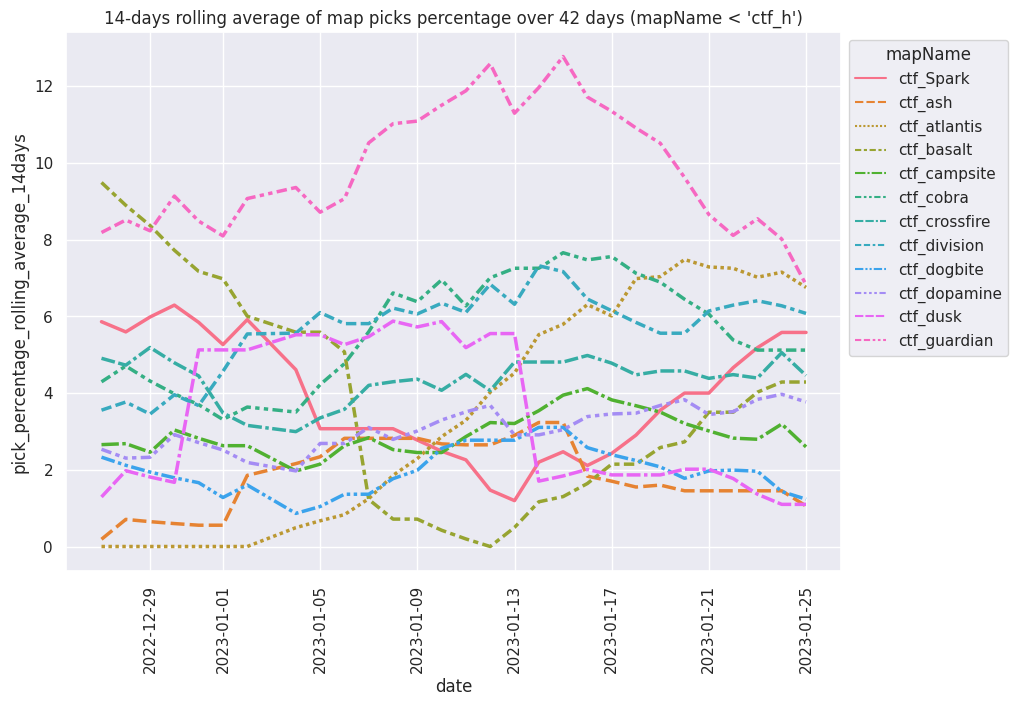 14-days rolling average of map picks percentage over 42 days (mapName < 'ctf_h')
pick_percentage_rolling_average_14days
12
10
8
6
4
2
0
2022-12-29
2023-01-01
2023-01-05
2023-01-09
2023-01-13
2023-01-17
2023-01-21
2023-01-25
date
mapName
ctf_Spark
ctf_ash
ctf_atlantis
ctf_basalt
ctf_campsite
ctf_cobra
ctf_crossfire
ctf_division
ctf_dogbite
ctf_dopamine
ctf_dusk
ctf_guardian